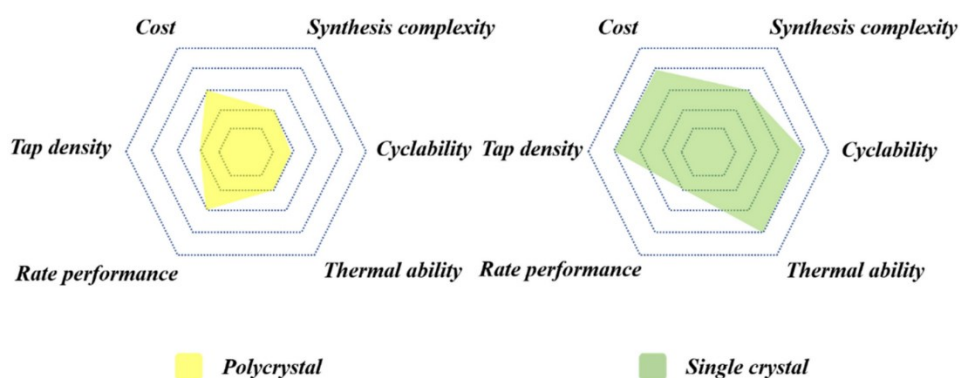 Cost
Synthesis complexity
Tap density
Cyclability
Rate performance
Thermal ability
Polycrystal
Cost
Synthesis complexity
Tap density
Cyclability
Rate performance
Thermal ability
Single crystal